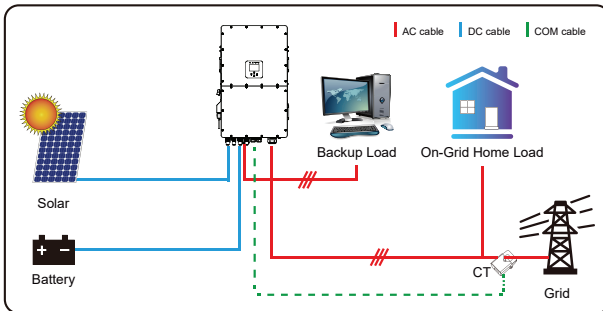 AC cable
DC cable
COM cable
Backup Load
On-Grid Home Load
Solar
Battery
CT
Grid